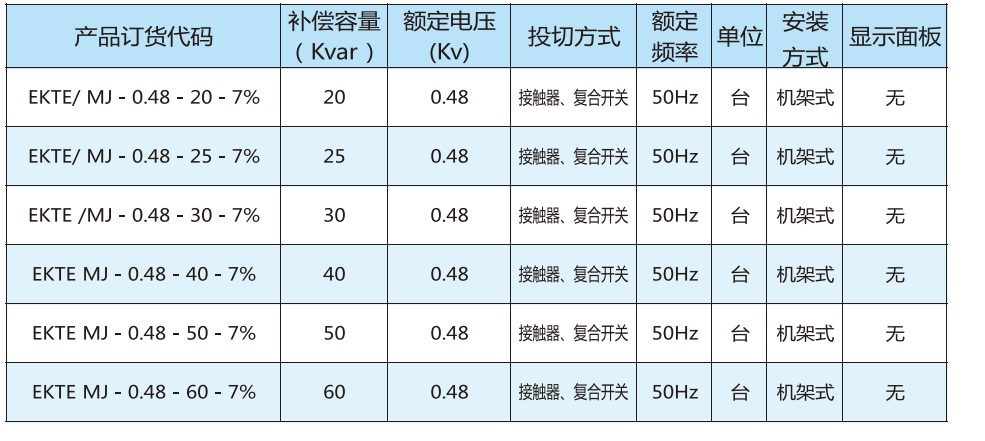 产品订货代码 补偿容量（Kvar） 额定电压(Kv) 投切方式 额定频率 单位 安装方式 显示面板
EKTE/ MJ - 0.48 - 20 - 7% 20 0.48 接触器、复合开关 50Hz 台 机架式 无
EKTE/ MJ - 0.48 - 25 - 7% 25 0.48 接触器、复合开关 50Hz 台 机架式 无
EKTE /MJ - 0.48 - 30 - 7% 30 0.48 接触器、复合开关 50Hz 台 机架式 无
EKTE MJ - 0.48 - 40 - 7% 40 0.48 接触器、复合开关 50Hz 台 机架式 无
EKTE MJ - 0.48 - 50 - 7% 50 0.48 接触器、复合开关 50Hz 台 机架式 无
EKTE MJ - 0.48 - 60 - 7% 60 0.48 接触器、复合开关 50Hz 台 机架式 无